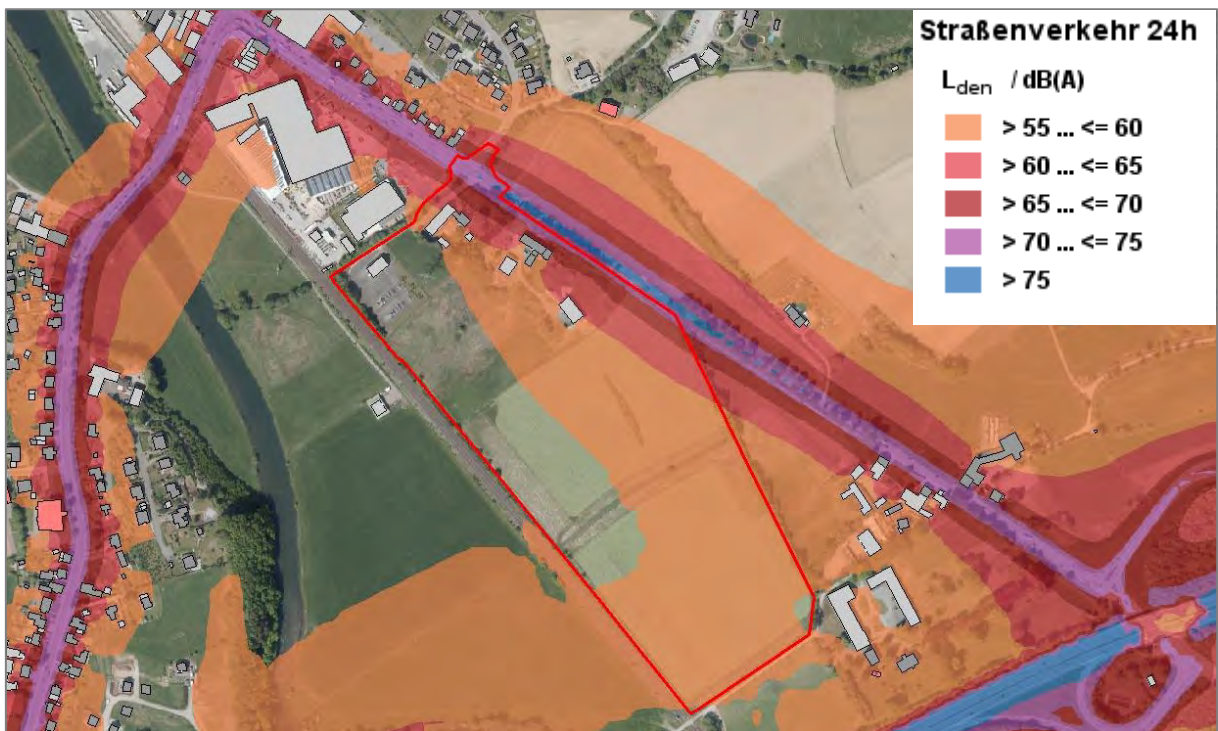 Straßenverkehr 24h
Lden / dB(A)
> 55 ... <= 60
> 60 ... <= 65
> 65 ... <= 70
> 70 ... <= 75
> 75